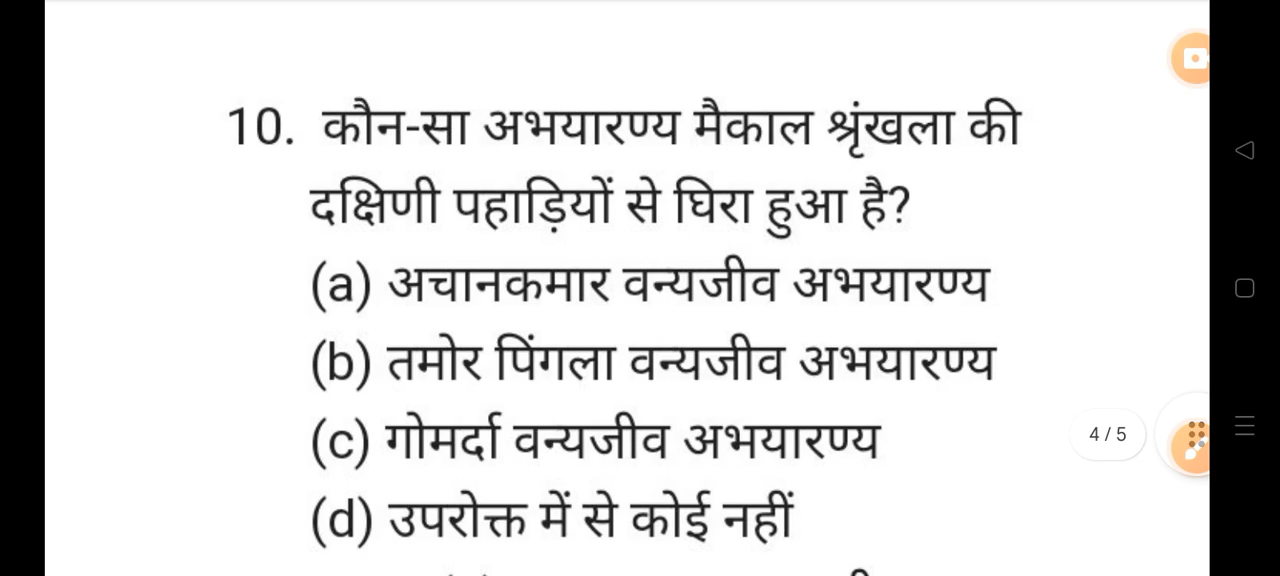 10. कौन-सा अभयारण्य मैकाल श्रृंखला की
दक्षिणी पहाड़ियों से घिरा हुआ है?
(a) अचानकमार वन्यजीव अभयारण्य
(b) तमोर पिंगला वन्यजीव अभयारण्य
(c) गोमर्दा वन्यजीव अभयारण्य
4 / 5
(d) उपरोक्त में से कोई नहीं